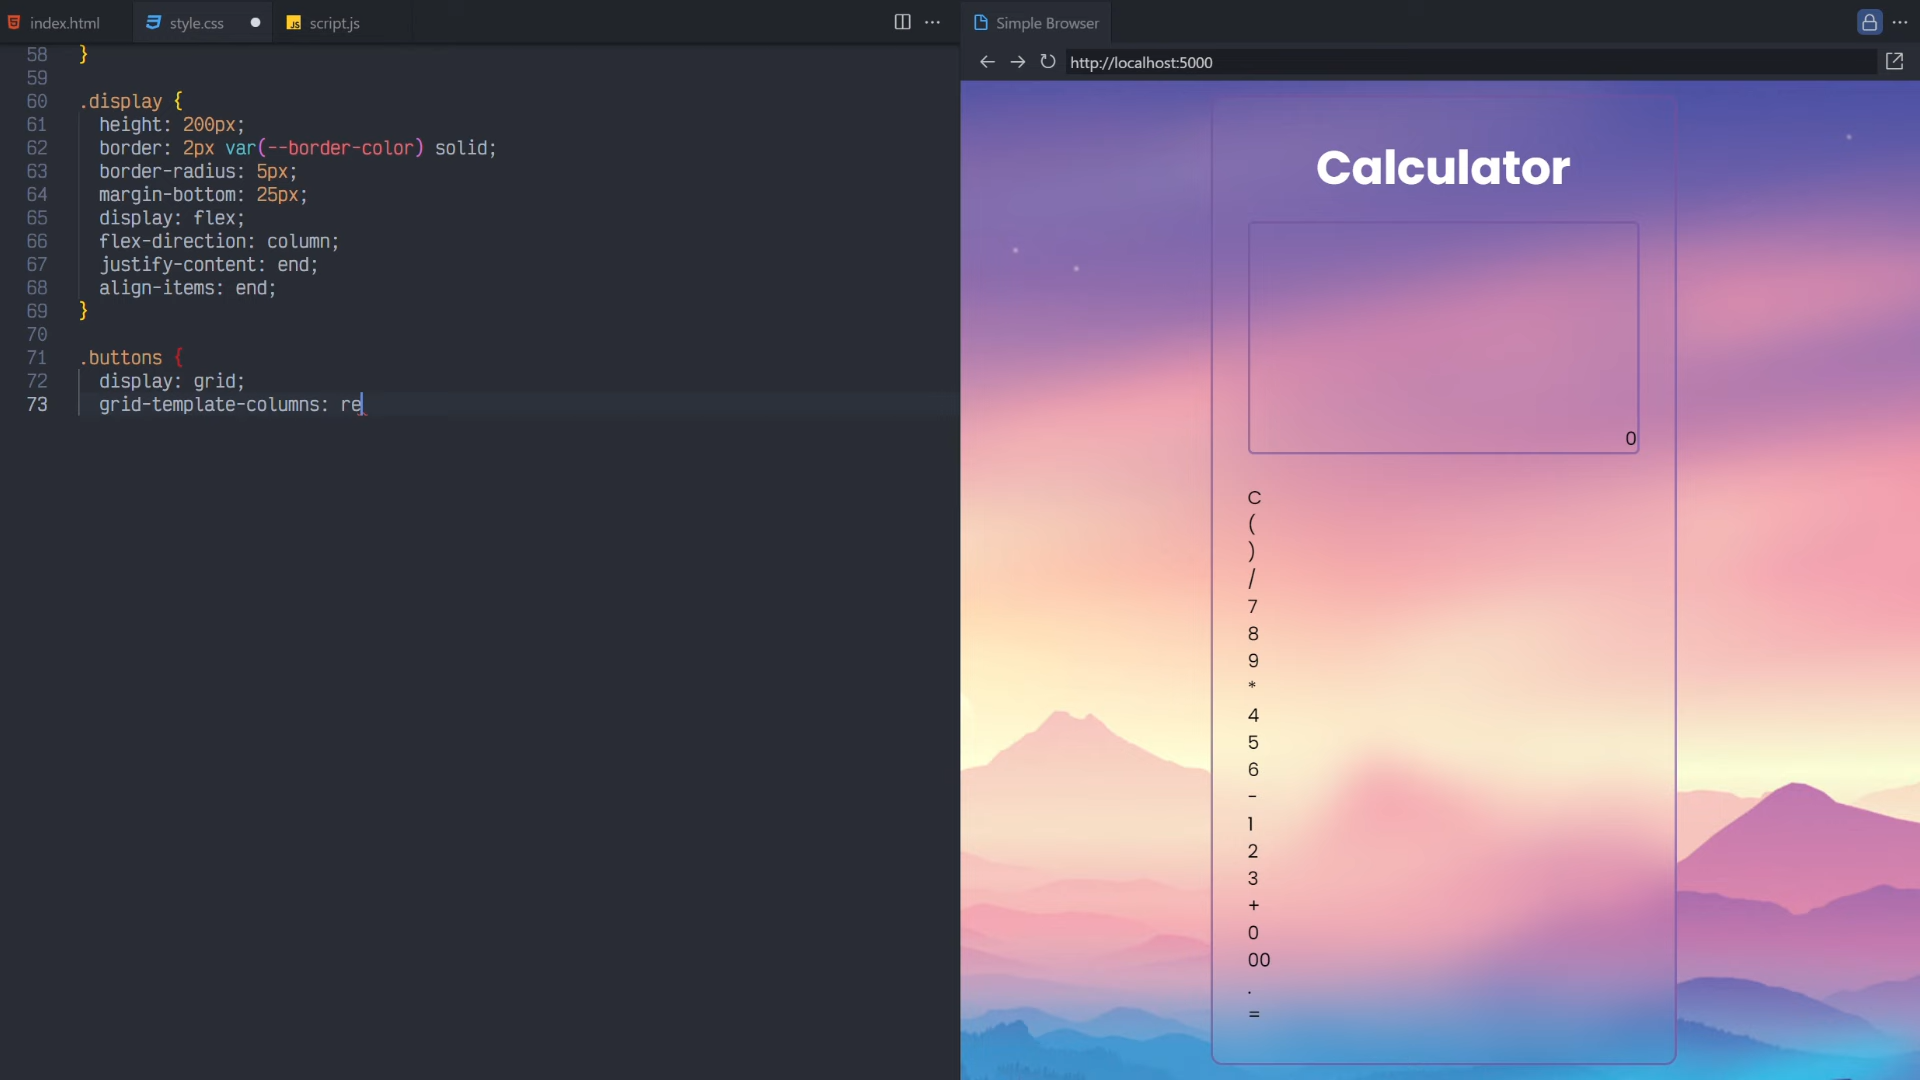 index.html
style.css
script.js
58 }
59
60 .display {
61 height: 200px;
62 border: 2px var(--border-color) solid;
63 border-radius: 5px;
64 margin-bottom: 25px;
65 display: flex;
66 flex-direction: column;
67 justify-content: end;
68 align-items: end;
69 }
70
71 .buttons {
72 display: grid;
73 grid-template-columns: re
Simple Browser
http://localhost:5000
Calculator
0
C
(
)
/
7
8
9
*
4
5
6
-
1
2
3
+
0
00
.
=